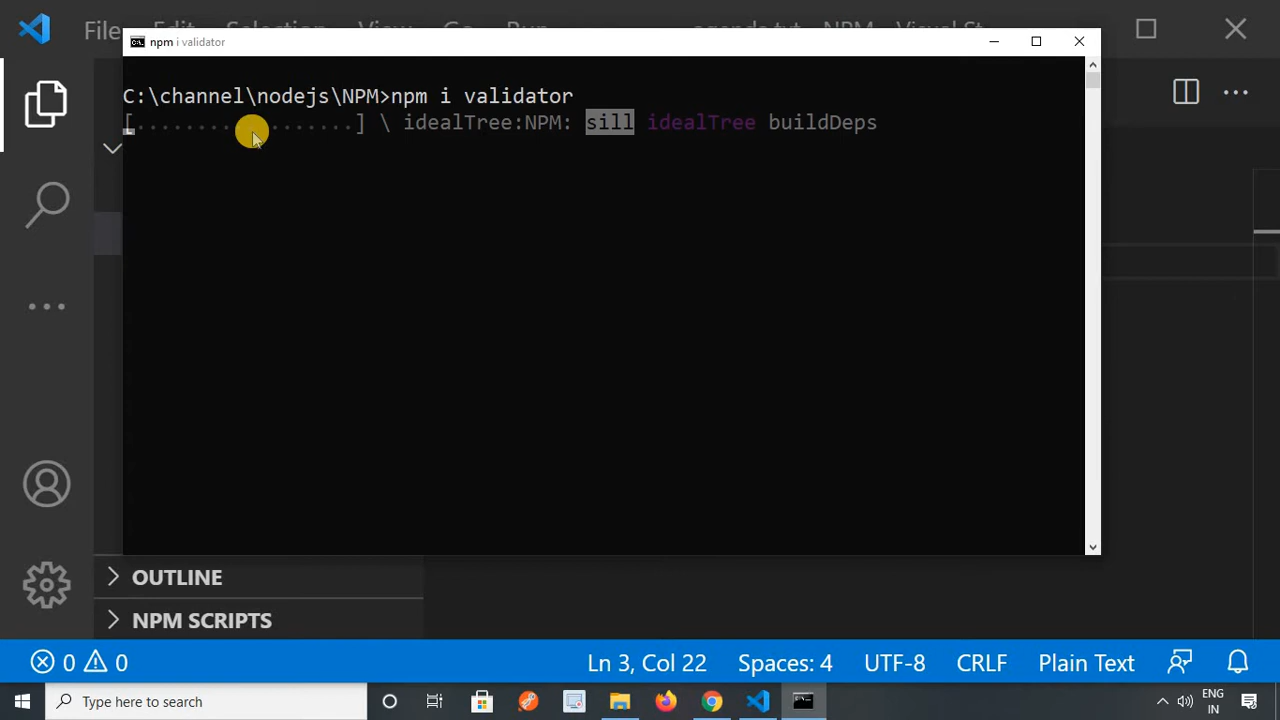 File
npm i validator
C:\channel\nodejs\NPM>npm i validator
[..................] \ idealTree:NPM: sill idealTree buildDeps
OUTLINE
NPM SCRIPTS
0 0 Ln 3, Col 22 Spaces: 4 UTF-8 CRLF Plain Text
Type here to search
ENG
IN